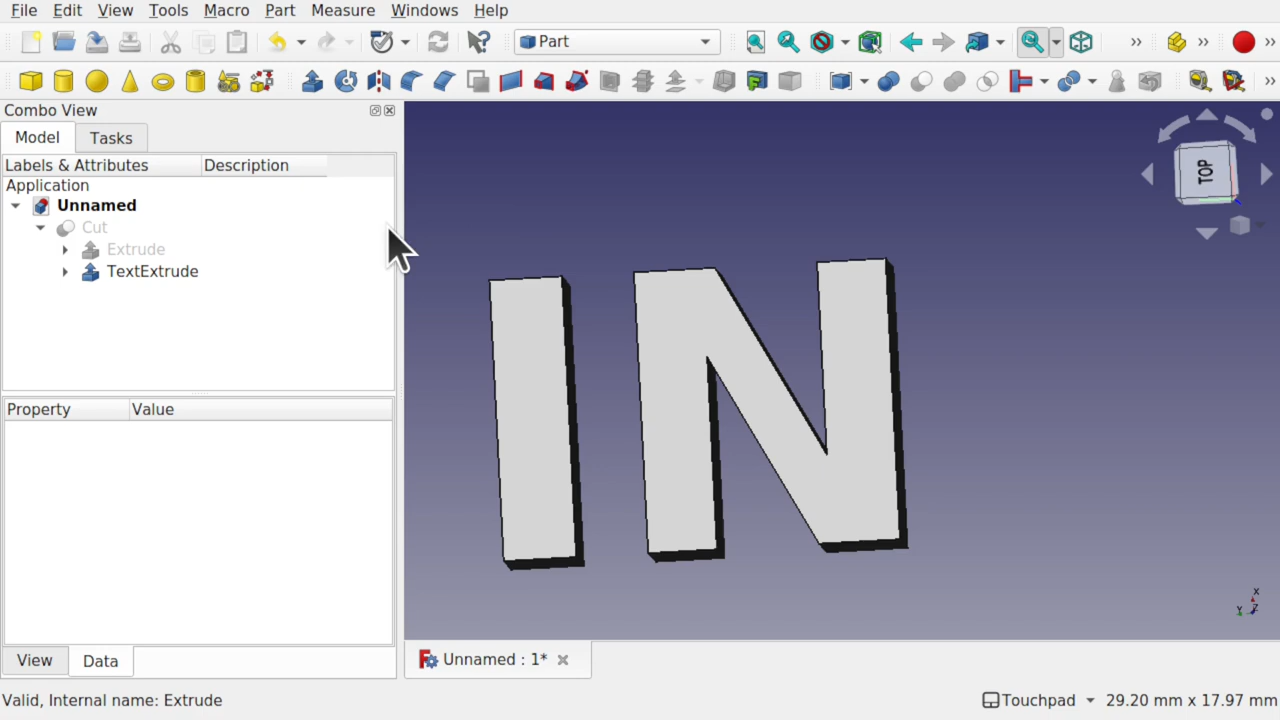 File Edit View Tools Macro Part Measure Windows Help
Part
Combo View
Model Tasks
Labels & Attributes Description
Application
Unnamed
Cut
Extrude
TextExtrude
Property Value
View Data
TOP
IN
X
Y Z
Unnamed : 1*
Valid, Internal name: Extrude
Touchpad 29.20 mm x 17.97 mm